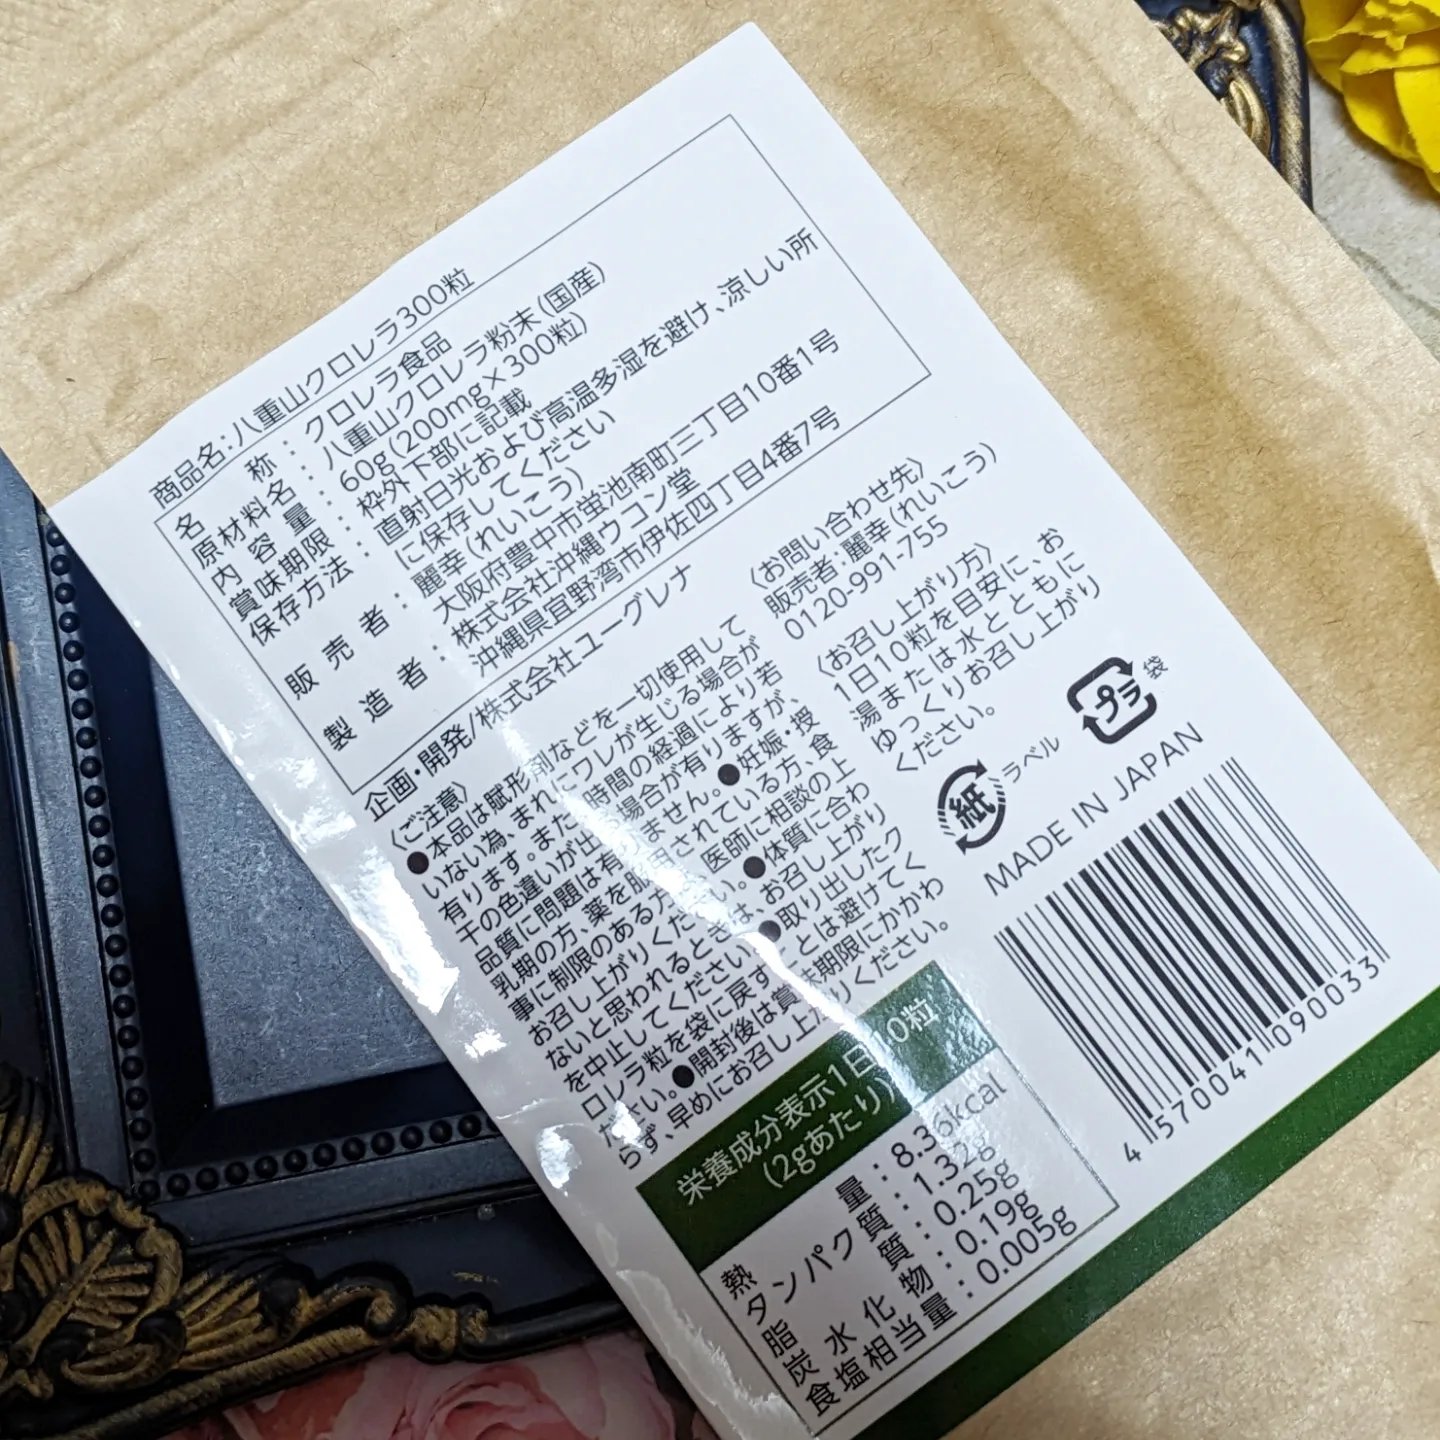 商品名:八重山クロレラ300粒
名称:クロレラ食品
原材料名:八重山クロレラ粉末(国産)
内容量:60g(200mg×300粒)
賞味期限:枠外下部に記載
保存方法:直射日光および高温多湿を避け、涼しい所
に保存してください
販売者:麗幸(れいこう)
大阪府豊中市蛍池南町三丁目10番1号
製造者:株式会社沖縄ウコン堂
沖縄県宜野湾市伊佐四丁目4番7号
企画・開発/株式会社ユーグレナ
〈ご注意〉
●本品は賦形剤などを一切使用して
いない為、まれにワレが生じる場合が
有ります。また時間の経過により若
干の色違いが出る場合が有りますが、
品質に問題は有りません。●妊娠・授
乳期の方、薬を服用されている方、食
事に制限のある方は医師に相談の上
お召し上がりください。●体質に合わ
ないと思われるときは、お召し上がり
を中止してください。●取り出したク
ロレラ粒を袋に戻すことは避けてく
ださい。●開封後は賞味期限にかかわ
らず、早めにお召し上がりください。
〈お問い合わせ先〉
販売者:麗幸(れいこう)
0120-991-755
〈お召し上がり方〉
1日10粒を目安に、お
湯または水とともに
ゆっくりお召し上がり
ください。
紙 ラベル
プラ 袋
MADE IN JAPAN
4570041090033
栄養成分表示1日10粒
(2gあたり)
熱量:8.36kcal
タンパク質:1.32g
脂質:0.25g
炭水化物:0.19g
食塩相当量:0.005g